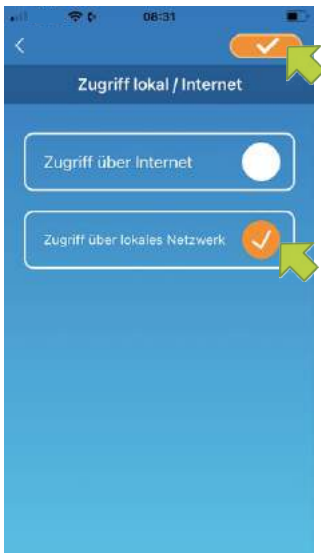 08:31
Zugriff lokal / Internet
Zugriff über Internet
Zugriff über lokales Netzwerk